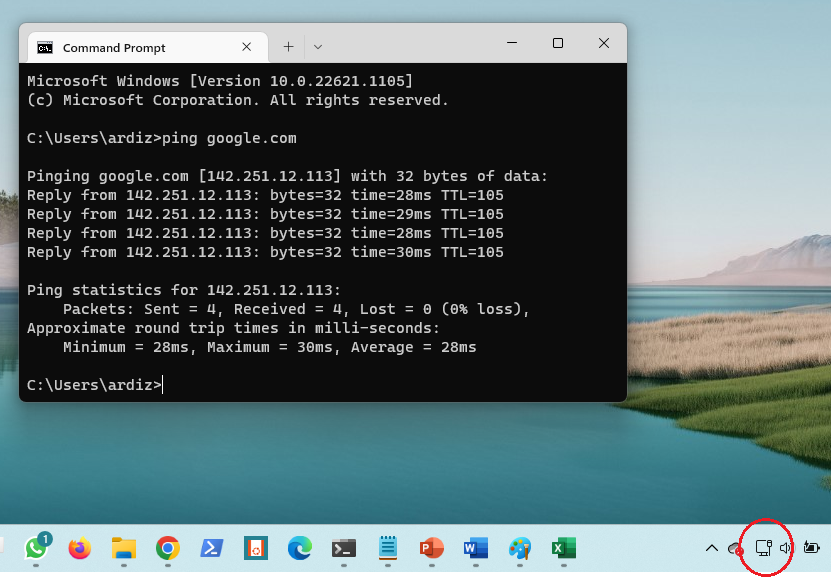 Command Prompt
Microsoft Windows [Version 10.0.22621.1105]
(c) Microsoft Corporation. All rights reserved.
C:\Users\ardiz>ping google.com
Pinging google.com [142.251.12.113] with 32 bytes of data:
Reply from 142.251.12.113: bytes=32 time=28ms TTL=105
Reply from 142.251.12.113: bytes=32 time=29ms TTL=105
Reply from 142.251.12.113: bytes=32 time=28ms TTL=105
Reply from 142.251.12.113: bytes=32 time=30ms TTL=105
Ping statistics for 142.251.12.113:
    Packets: Sent = 4, Received = 4, Lost = 0 (0% loss),
Approximate round trip times in milli-seconds:
    Minimum = 28ms, Maximum = 30ms, Average = 28ms
C:\Users\ardiz>
1